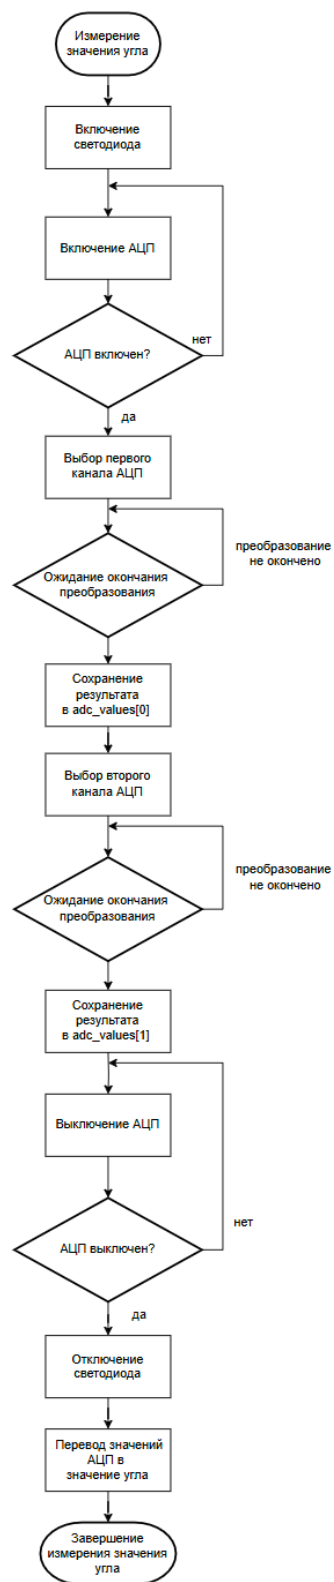 Измерение
значения угла
Включение
светодиода
Включение АЦП
АЦП включен?
нет
да
Выбор первого
канала АЦП
преобразование
не окончено
Ожидание окончания
преобразования
Сохранение
результата
в adc_values[0]
Выбор второго
канала АЦП
преобразование
не окончено
Ожидание окончания
преобразования
Сохранение
результата
в adc_values[1]
Выключение АЦП
АЦП выключен?
нет
да
Отключение
светодиода
Перевод значений
АЦП в
значение угла
Завершение
измерения значения
угла